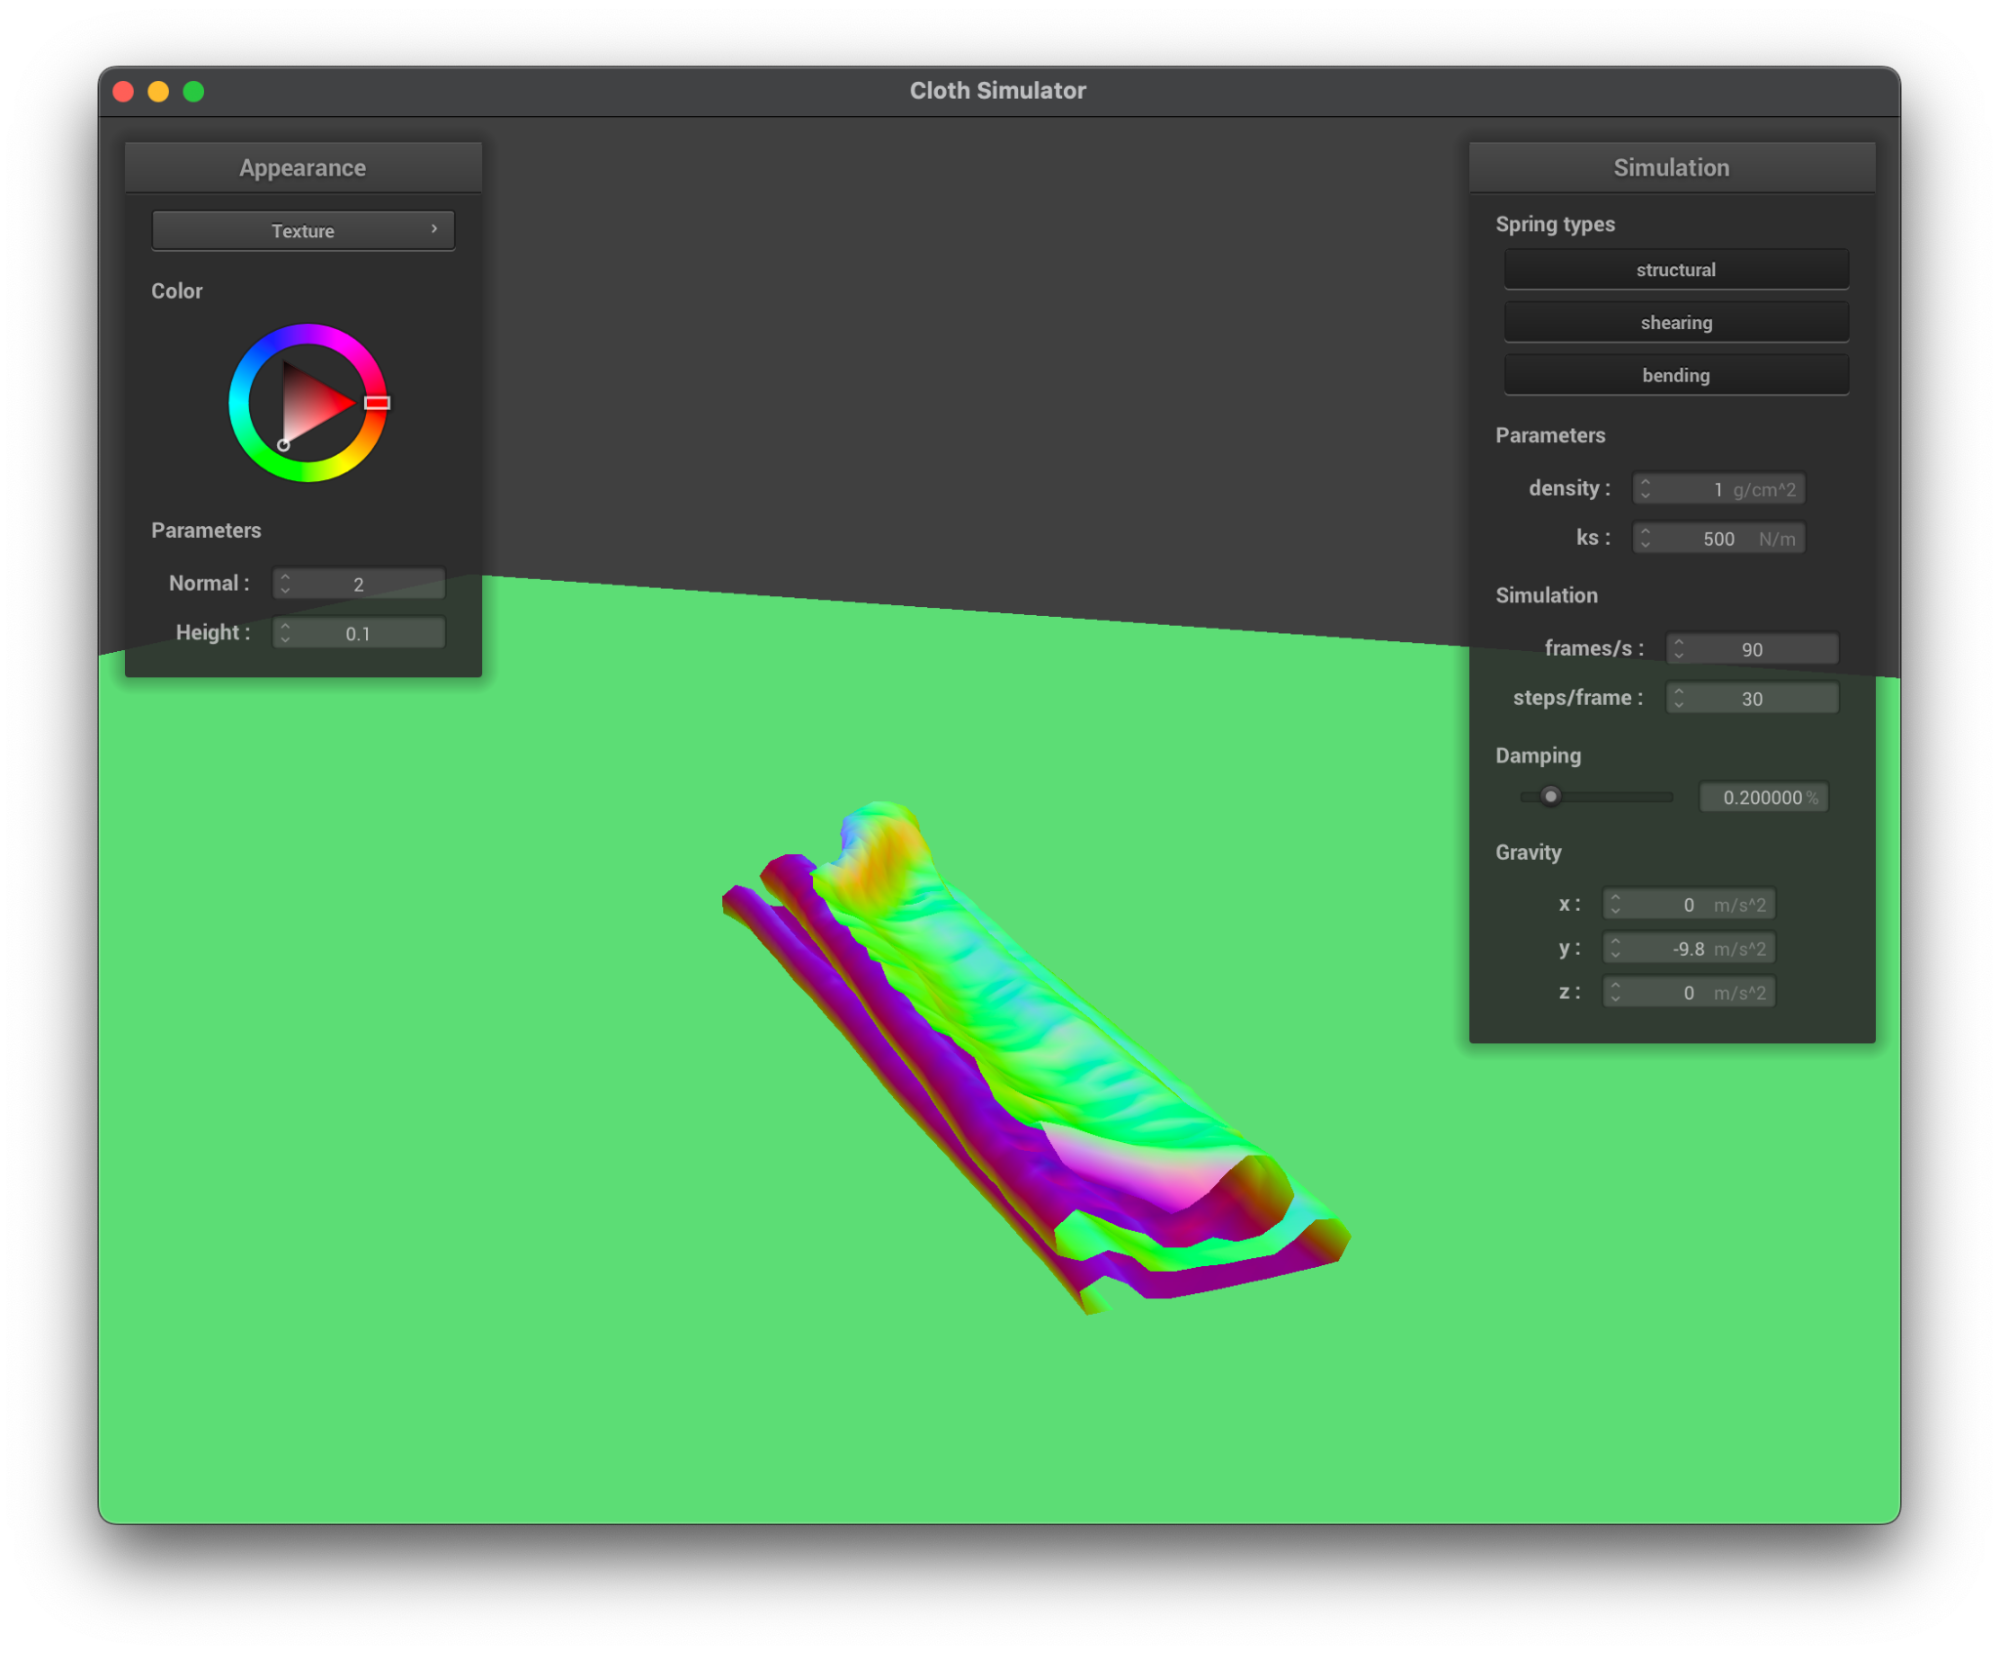 Cloth Simulator
Appearance
Texture
Color
Parameters
Normal : 2
Height : 0.1
Simulation
Spring types
structural
shearing
bending
Parameters
density : 1 g/cm^2
ks : 500 N/m
Simulation
frames/s : 90
steps/frame : 30
Damping
0.200000 %
Gravity
x : 0 m/s^2
y : -9.8 m/s^2
z : 0 m/s^2